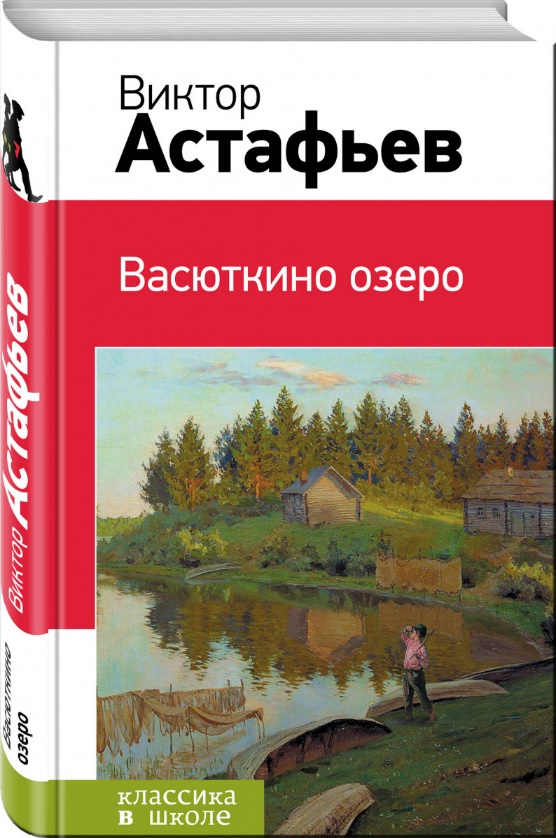 Виктор
Астафьев
Васюткино озеро
классика
в школе
Виктор Астафьев
Васюткино
озеро